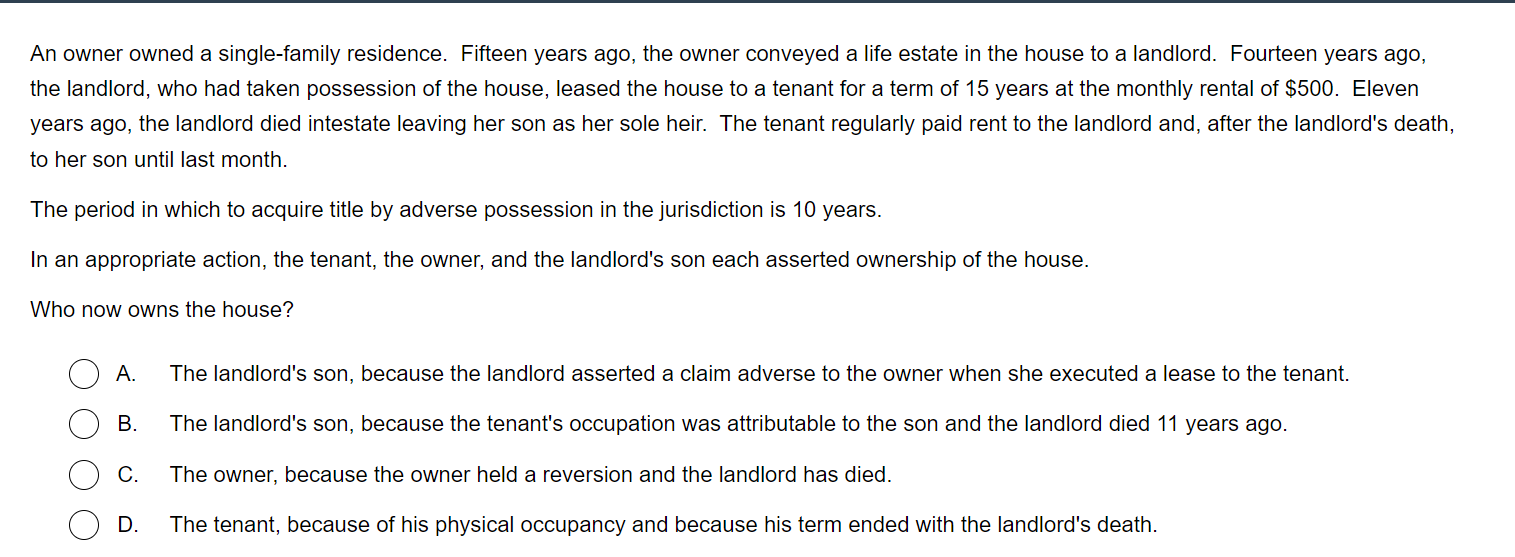 An owner owned a single-family residence.  Fifteen years ago, the owner conveyed a life estate in the house to a landlord.  Fourteen years ago,
the landlord, who had taken possession of the house, leased the house to a tenant for a term of 15 years at the monthly rental of $500.  Eleven
years ago, the landlord died intestate leaving her son as her sole heir.  The tenant regularly paid rent to the landlord and, after the landlord's death,
to her son until last month.
The period in which to acquire title by adverse possession in the jurisdiction is 10 years.
In an appropriate action, the tenant, the owner, and the landlord's son each asserted ownership of the house.
Who now owns the house?
A. The landlord's son, because the landlord asserted a claim adverse to the owner when she executed a lease to the tenant.
B. The landlord's son, because the tenant's occupation was attributable to the son and the landlord died 11 years ago.
C. The owner, because the owner held a reversion and the landlord has died.
D. The tenant, because of his physical occupancy and because his term ended with the landlord's death.